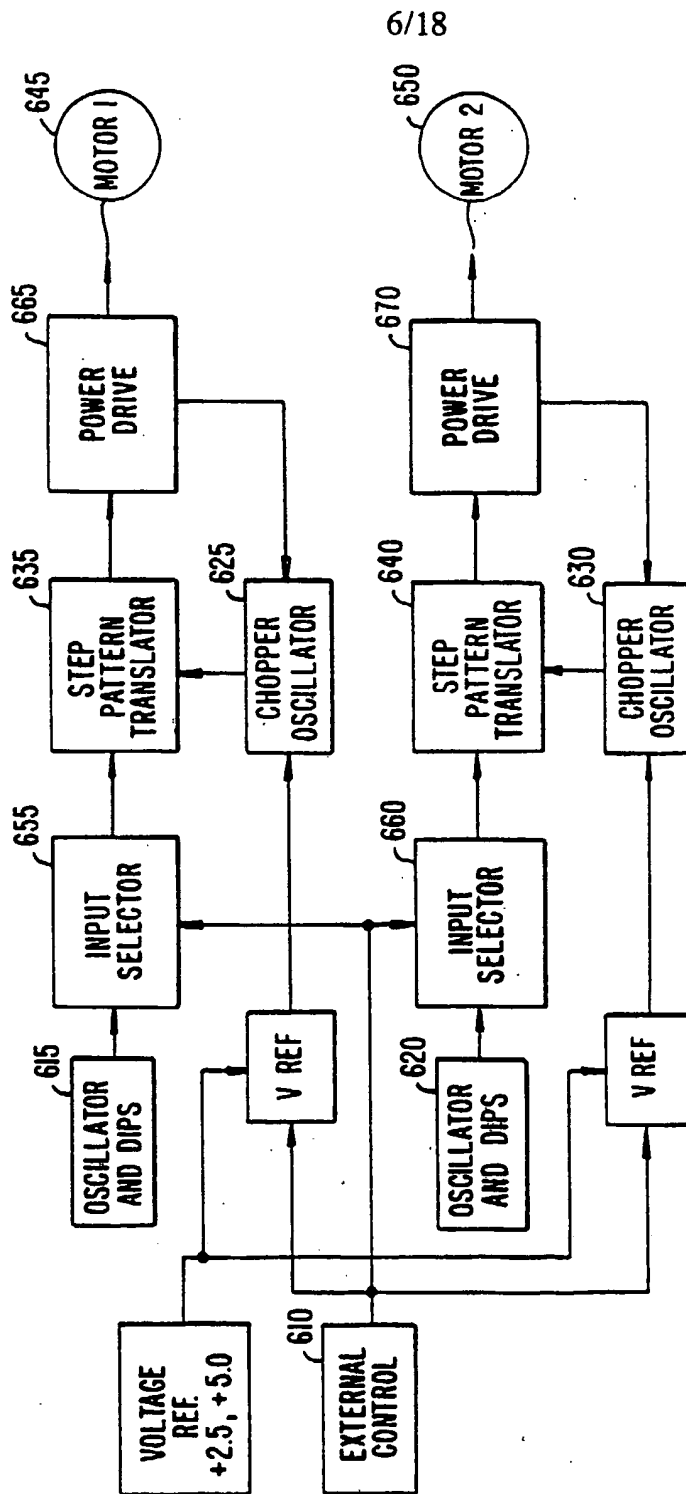 6/18
645
MOTOR 1
665
POWER
DRIVE
635
STEP
PATTERN
TRANSLATOR
625
CHOPPER
OSCILLATOR
655
INPUT
SELECTOR
615
OSCILLATOR
AND DIPS
V REF
VOLTAGE
REF.
+2.5, +5.0
610
EXTERNAL
CONTROL
650
MOTOR 2
670
POWER
DRIVE
640
STEP
PATTERN
TRANSLATOR
630
CHOPPER
OSCILLATOR
660
INPUT
SELECTOR
620
OSCILLATOR
AND DIPS
V REF